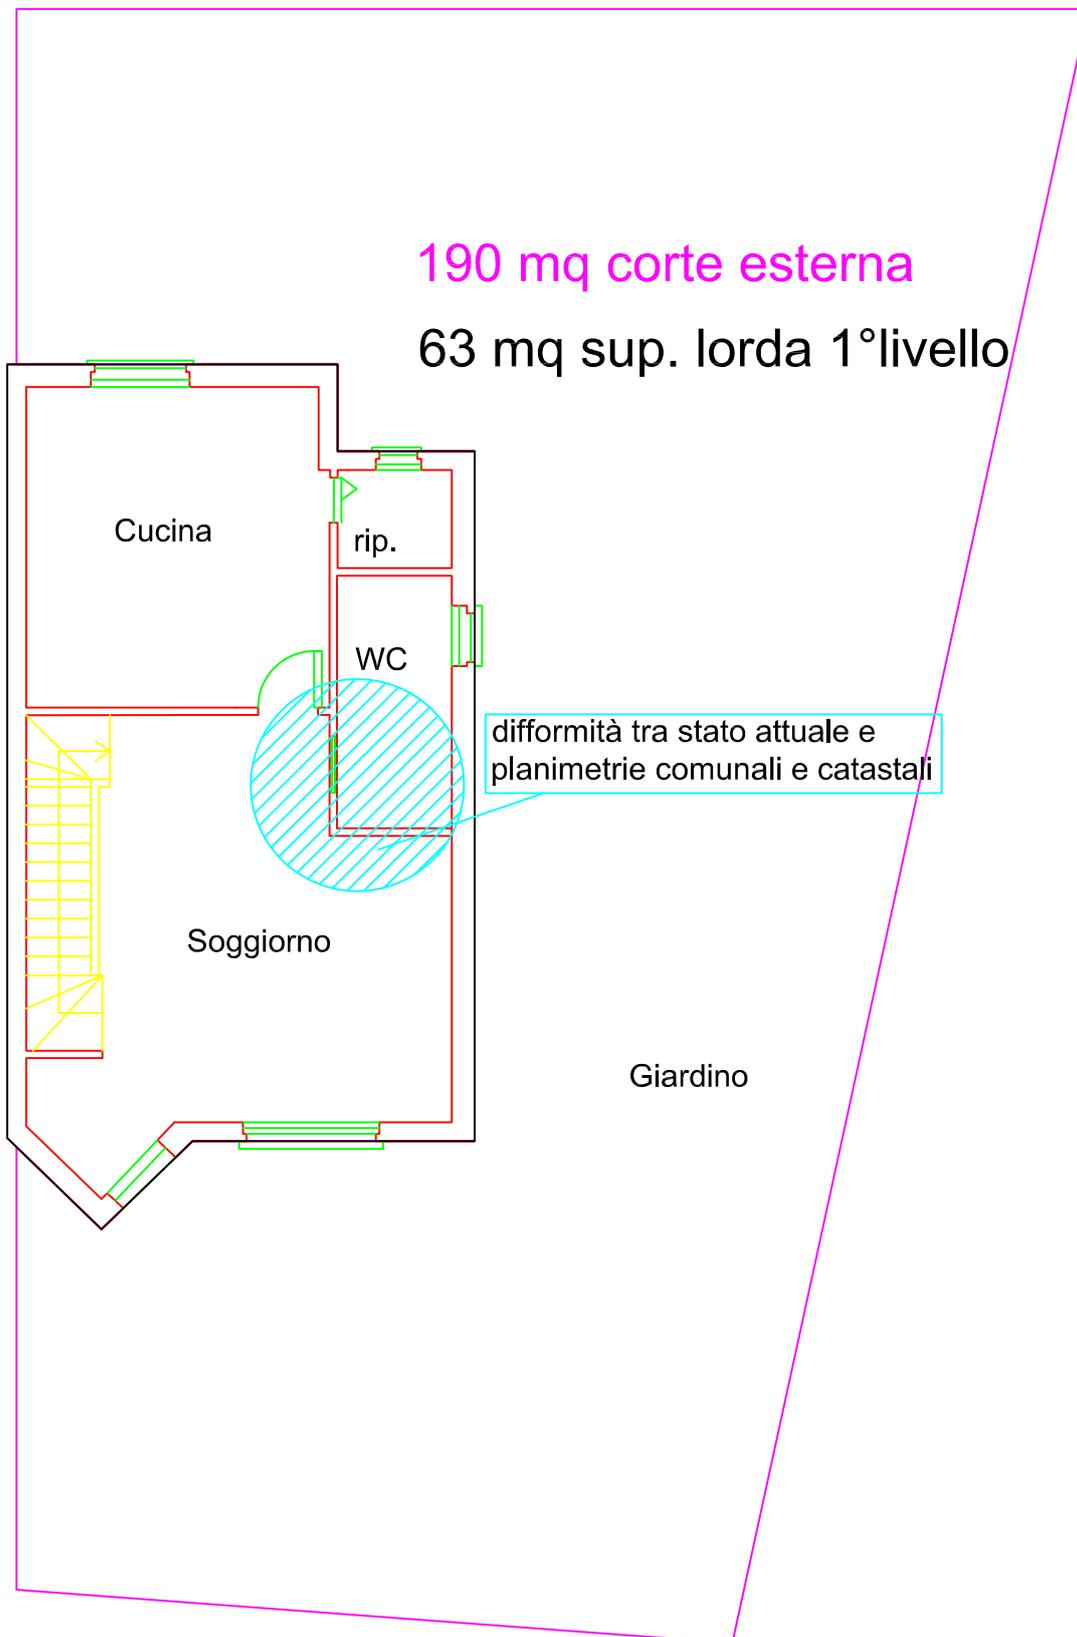 190 mq corte esterna
63 mq sup. lorda 1°livello
Cucina
rip.
WC
difformità tra stato attuale e
planimetrie comunali e catastali
Soggiorno
Giardino